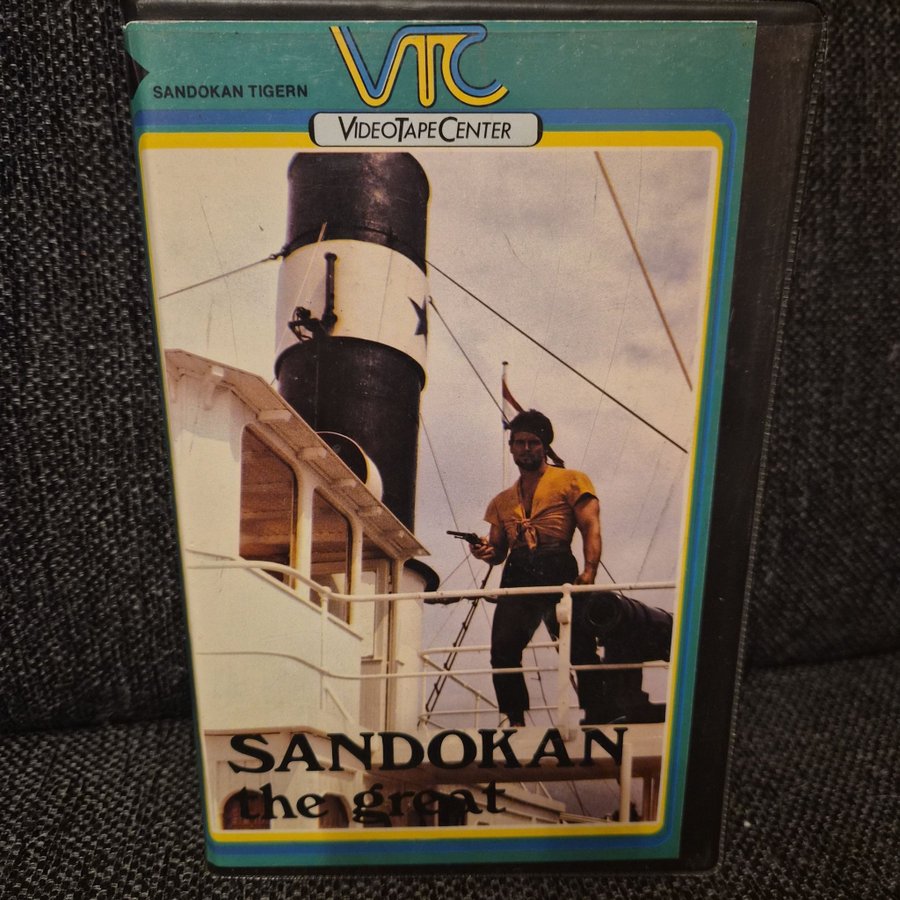 SANDOKAN TIGERN
VTC
VIDEOTAPECENTER
SANDOKAN
the great